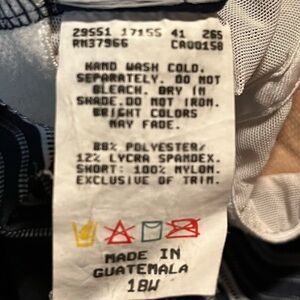 29551 17155 41 265
RN37966 CA00158
HAND WASH COLD.
SEPARATELY. DO NOT
BLEACH. DRY IN
SHADE.DO NOT IRON.
BRIGHT COLORS
MAY FADE.
88% POLYESTER/
12% LYCRA SPANDEX.
SHORT: 100% NYLON.
EXCLUSIVE OF TRIM.
MADE IN
GUATEMALA
18W